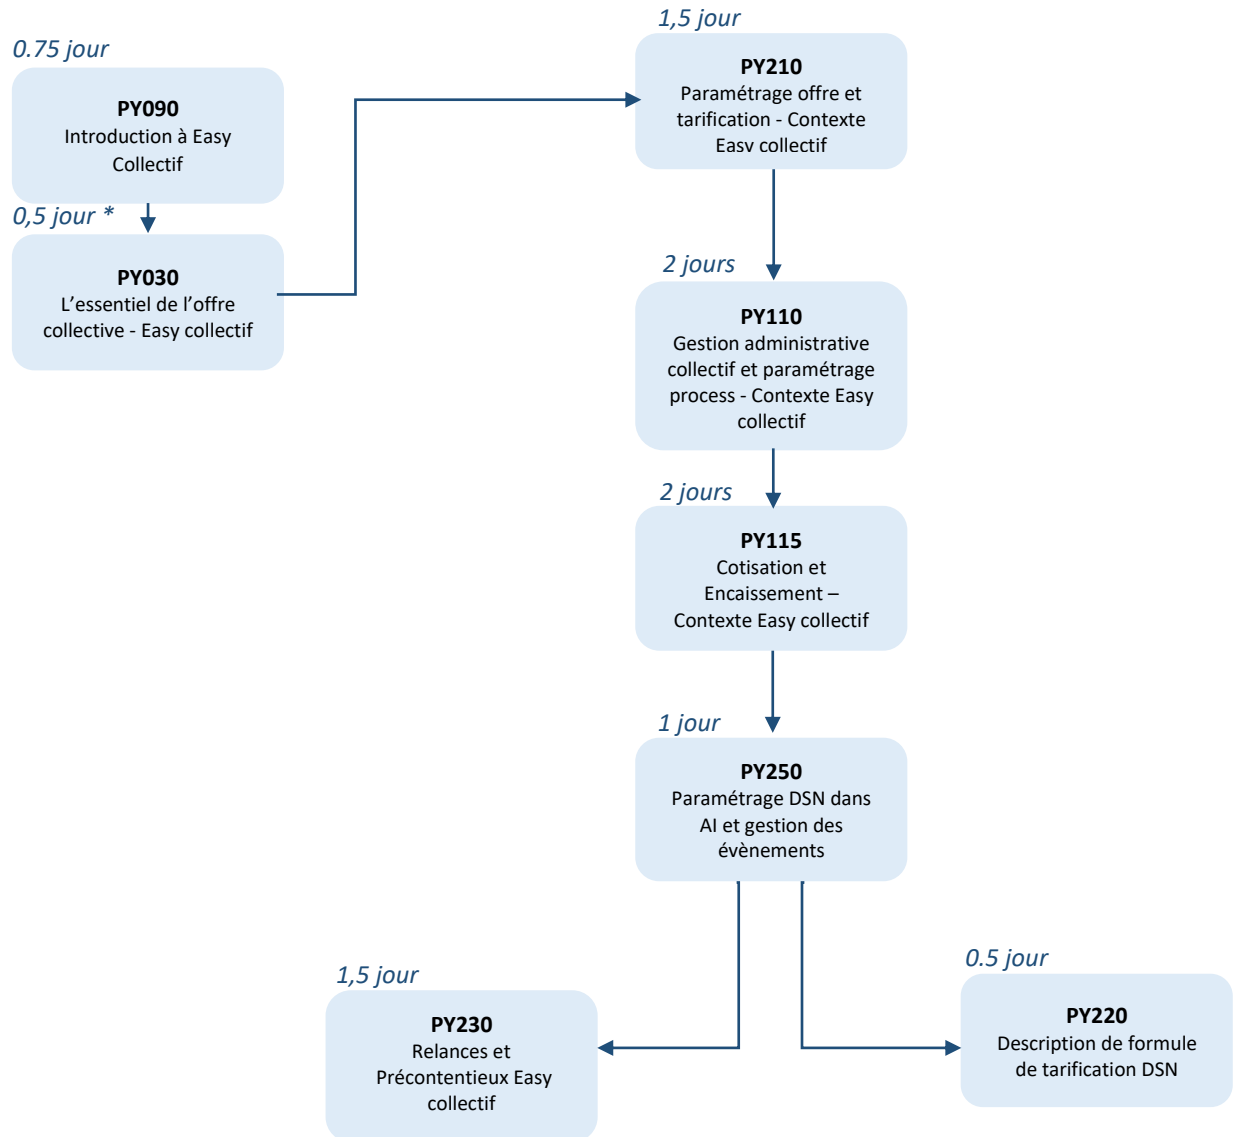 0.75 jour
PY090
Introduction à Easy
Collectif
0,5 jour *
PY030
L’essentiel de l’offre
collective - Easy collectif
1,5 jour
PY210
Paramétrage offre et
tarification - Contexte
Easy collectif
2 jours
PY110
Gestion administrative
collectif et paramétrage
process - Contexte Easy
collectif
2 jours
PY115
Cotisation et
Encaissement –
Contexte Easy collectif
1 jour
PY250
Paramétrage DSN dans
AI et gestion des
évènements
1,5 jour
PY230
Relances et
Précontentieux Easy
collectif
0.5 jour
PY220
Description de formule
de tarification DSN